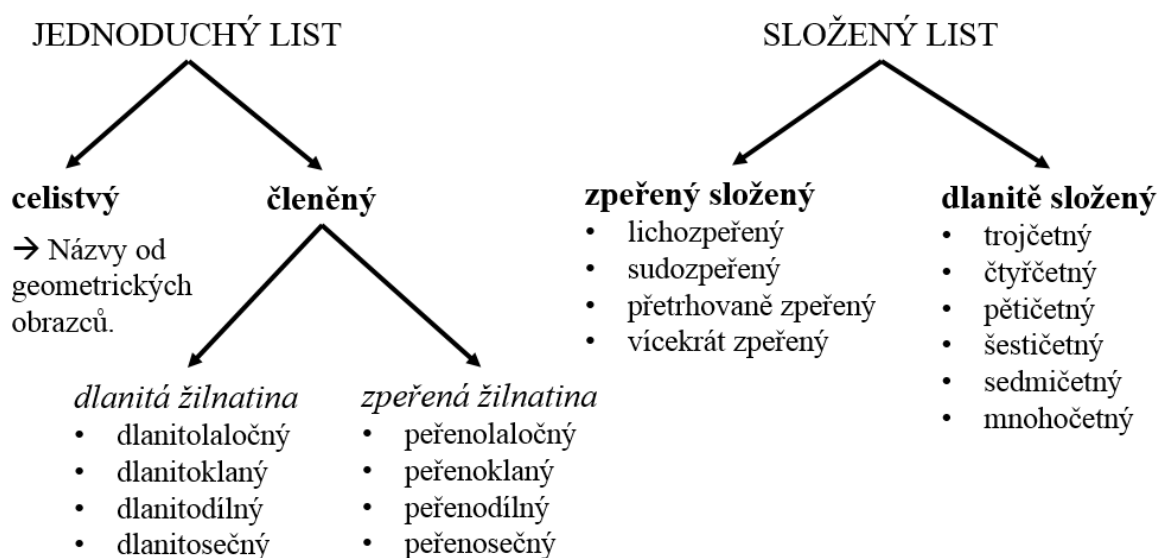 JEDNODUCHÝ LIST
celistvý
→ Názvy od
geometrických
obrazců.
členěný
dlanitá žilnatina
• dlanitolaločný
• dlanitoklaný
• dlanitodílný
• dlanitosečný
zpeřená žilnatina
• peřenolaločný
• peřenoklaný
• peřenodílný
• peřenosečný
SLOŽENÝ LIST
zpeřený složený
• lichozpeřený
• sudozpeřený
• přetrhovaně zpeřený
• vícekrát zpeřený
dlanitě složený
• trojčetný
• čtyřčetný
• pětičetný
• šestičetný
• sedmičetný
• mnohočetný